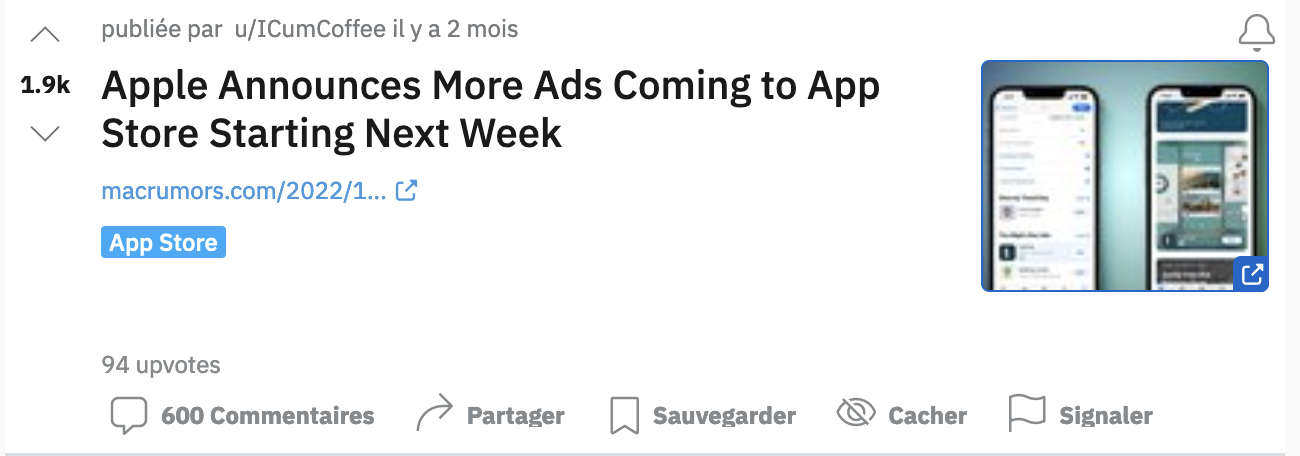 publiée par u/ICumCoffee il y a 2 mois
1.9k
Apple Announces More Ads Coming to App
Store Starting Next Week
macrumors.com/2022/1...
App Store
94 upvotes
600 Commentaires
Partager
Sauvegarder
Cacher
Signaler